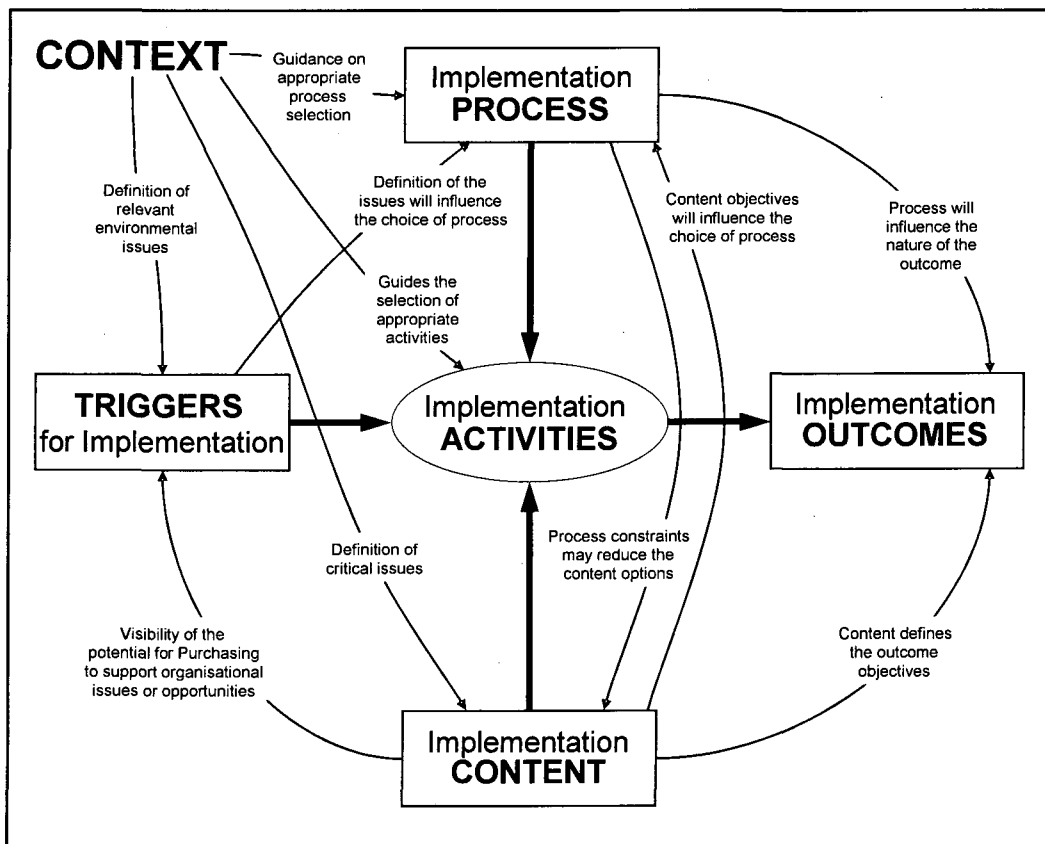 CONTEXT
Guidance on
appropriate
process
selection
Implementation
PROCESS
Definition of
relevant
environmental
issues
Definition of the
issues will influence
the choice of process
Content objectives
will influence the
choice of process
Process will
influence the
nature of the
outcome
Guides the
selection of
appropriate
activities
TRIGGERS
for Implementation
Implementation
ACTIVITIES
Implementation
OUTCOMES
Definition of
critical issues
Process constraints
may reduce the
content options
Visibility of the
potential for Purchasing
to support organisational
issues or opportunities
Content defines
the outcome
objectives
Implementation
CONTENT